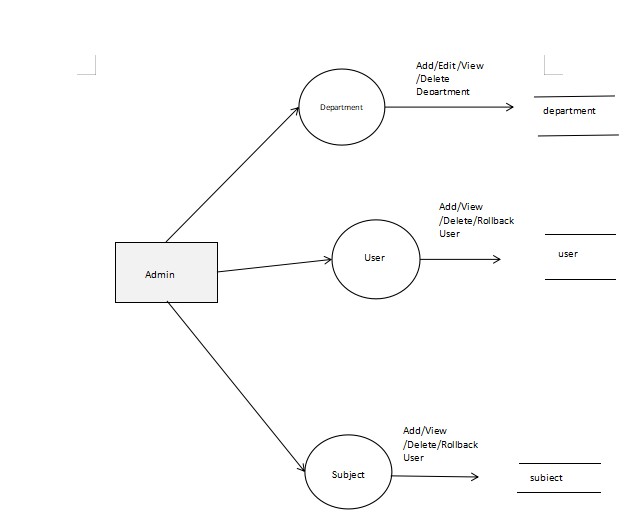 Add/Edit/View
/Delete
Department
Department
department
Add/View
/Delete/Rollback
User
User
user
Admin
Add/View
/Delete/Rollback
User
Subject
subiect